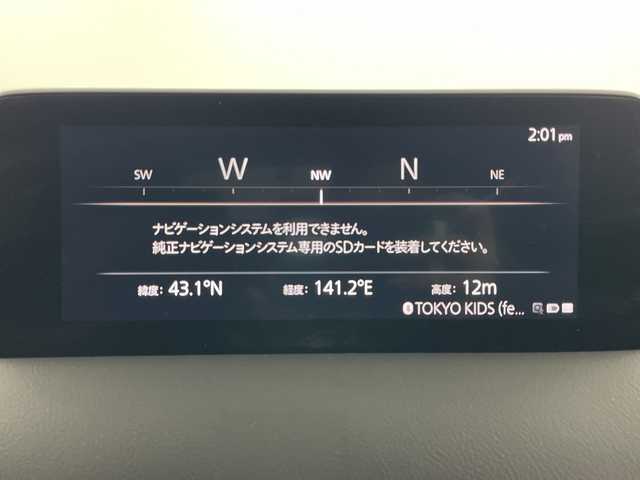 2:01pm
SW W NW N NE
ナビゲーションシステムを利用できません。
純正ナビゲーションシステム専用のSDカードを装着してください。
緯度: 43.1°N 経度: 141.2°E 高度: 12m
TOKYO KIDS (fe...